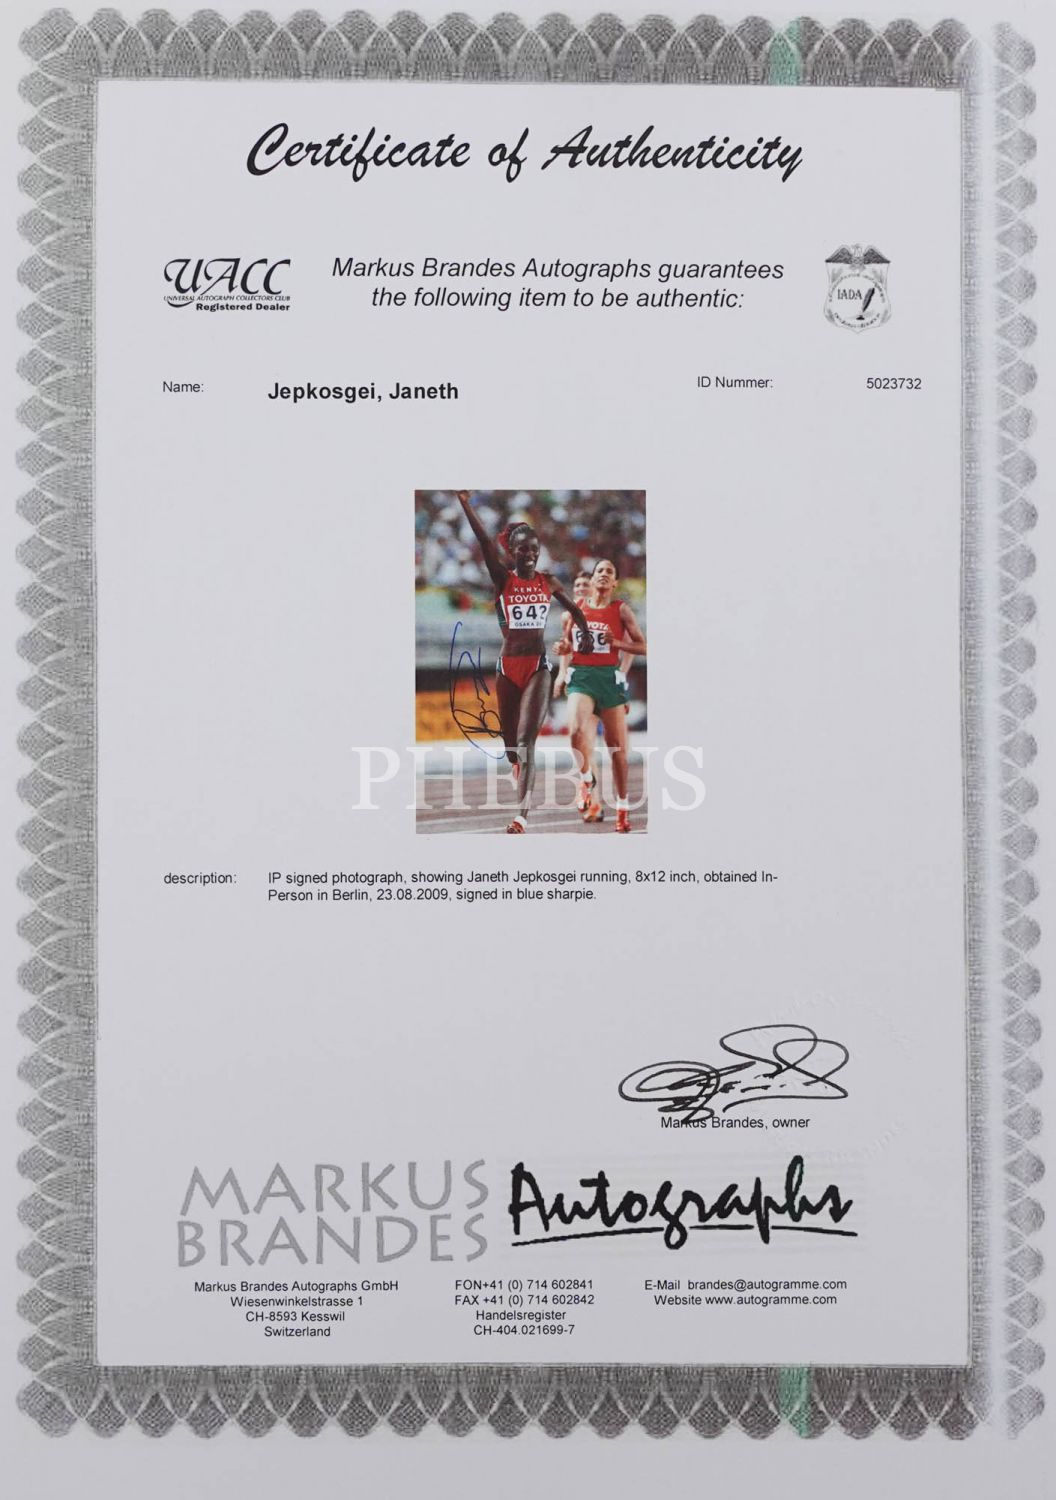 Certificate of Authenticity
UACC
UNIVERSAL AUTOGRAPH COLLECTORS CLUB
Registered Dealer
Markus Brandes Autographs guarantees
the following item to be authentic:
IADA
Name:
Jepkosgei, Janeth
ID Nummer:
5023732
KENYA
TOYOTA
642
OSAKA
656
PHEBUS
description:
IP signed photograph, showing Janeth Jepkosgei running, 8x12 inch, obtained In-
Person in Berlin, 23.08.2009, signed in blue sharpie.
Markus Brandes, owner
MARKUS
BRANDES
Autographs
Markus Brandes Autographs GmbH
Wiesenwinkelstrasse 1
CH-8593 Kesswil
Switzerland
FON+41 (0) 714 602841
FAX +41 (0) 714 602842
Handelsregister
CH-404.021699-7
E-Mail brandes@autogramme.com
Website www.autogramme.com